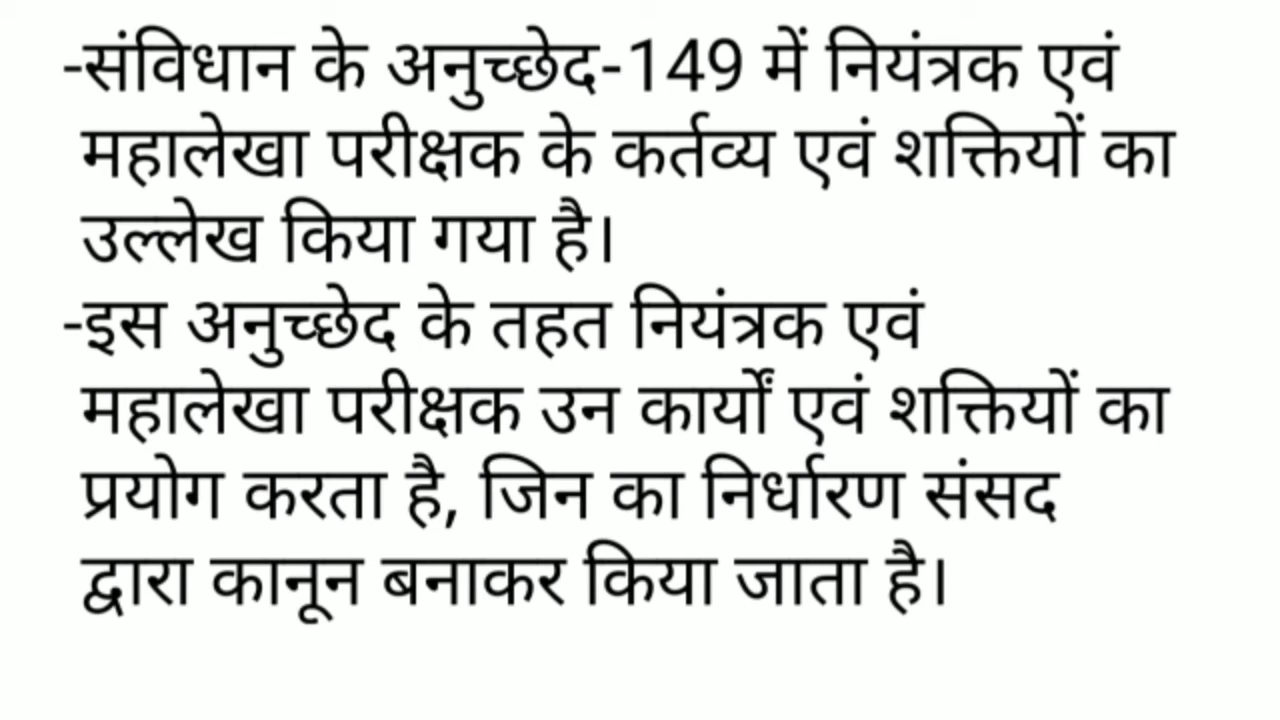 -संविधान के अनुच्छेद-149 में नियंत्रक एवं
महालेखा परीक्षक के कर्तव्य एवं शक्तियों का
उल्लेख किया गया है।
-इस अनुच्छेद के तहत नियंत्रक एवं
महालेखा परीक्षक उन कार्यों एवं शक्तियों का
प्रयोग करता है, जिन का निर्धारण संसद
द्वारा कानून बनाकर किया जाता है।